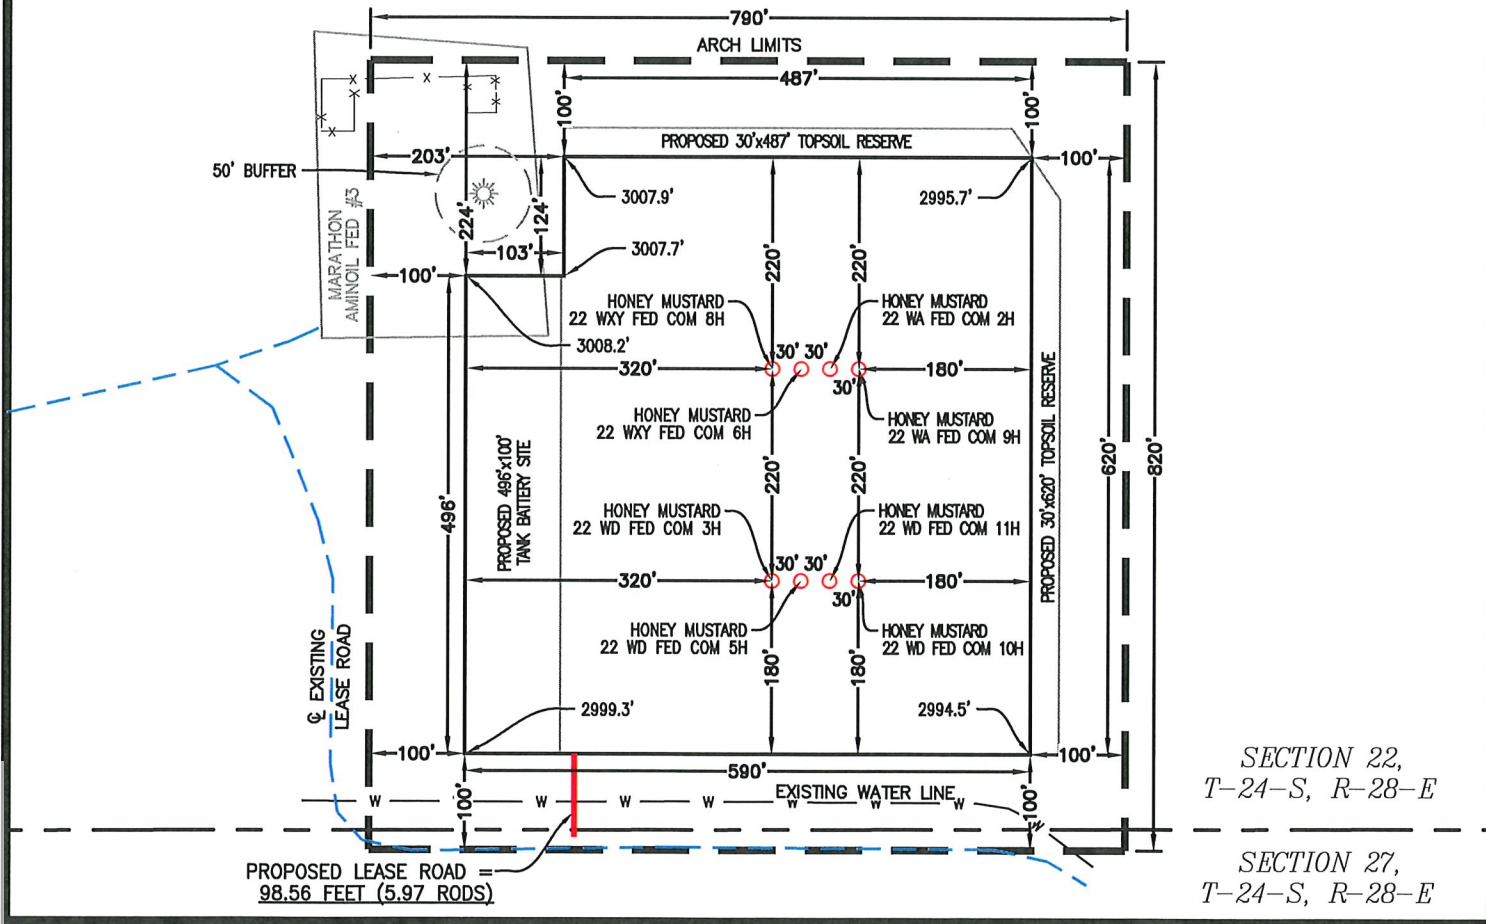 790'
ARCH LIMITS
487'
100'
100'
PROPOSED 30'x487' TOPSOIL RESERVE
203'
100'
50' BUFFER
3007.9'
2995.7'
MARATHON
AMINOIL FED #3
224'
124'
103'
3007.7'
100'
220'
220'
HONEY MUSTARD
22 WXY FED COM 8H
HONEY MUSTARD
22 WA FED COM 2H
3008.2'
30' 30'
320'
180'
30'
HONEY MUSTARD
22 WXY FED COM 6H
HONEY MUSTARD
22 WA FED COM 9H
PROPOSED 30'x620' TOPSOIL RESERVE
620'
820'
496'
PROPOSED 496'x100'
TANK BATTERY SITE
220'
220'
HONEY MUSTARD
22 WD FED COM 3H
HONEY MUSTARD
22 WD FED COM 11H
30' 30'
320'
180'
30'
HONEY MUSTARD
22 WD FED COM 5H
HONEY MUSTARD
22 WD FED COM 10H
180'
180'
℄ EXISTING
LEASE ROAD
2999.3'
2994.5'
100'
100'
590'
100'
100'
EXISTING WATER LINE
W W W W W W W W
SECTION 22,
T-24-S, R-28-E
PROPOSED LEASE ROAD =
98.56 FEET (5.97 RODS)
SECTION 27,
T-24-S, R-28-E